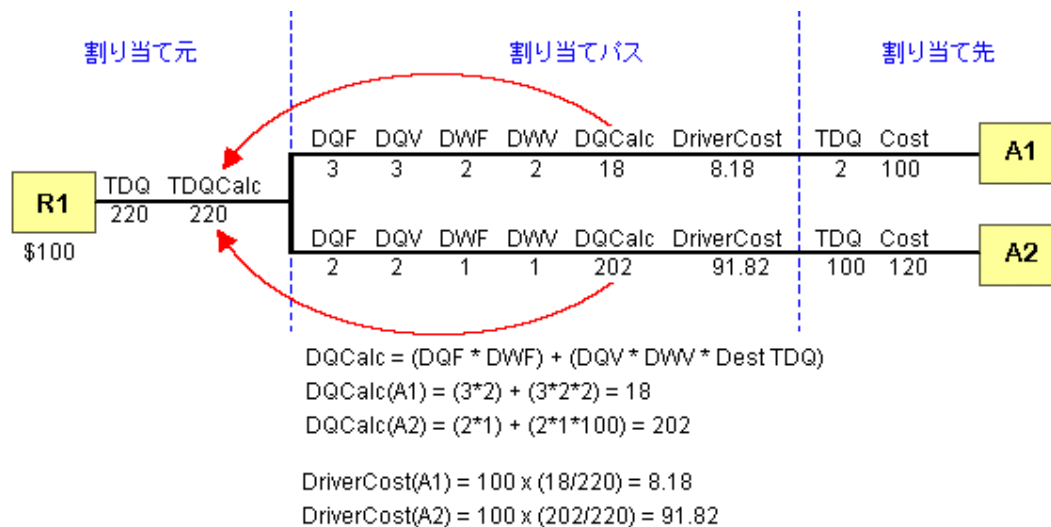 割り当て元 割り当てパス 割り当て先
DQF DQV DWF DWV DQCalc DriverCost TDQ Cost
3 3 2 2 18 8.18 2 100
A1
R1
TDQ TDQCalc
220 220
$100
DQF DQV DWF DWV DQCalc DriverCost TDQ Cost
2 2 1 1 202 91.82 100 120
A2
DQCalc = (DQF * DWF) + (DQV * DWV * Dest TDQ)
DQCalc(A1) = (3*2) + (3*2*2) = 18
DQCalc(A2) = (2*1) + (2*1*100) = 202
DriverCost(A1) = 100 x (18/220) = 8.18
DriverCost(A2) = 100 x (202/220) = 91.82